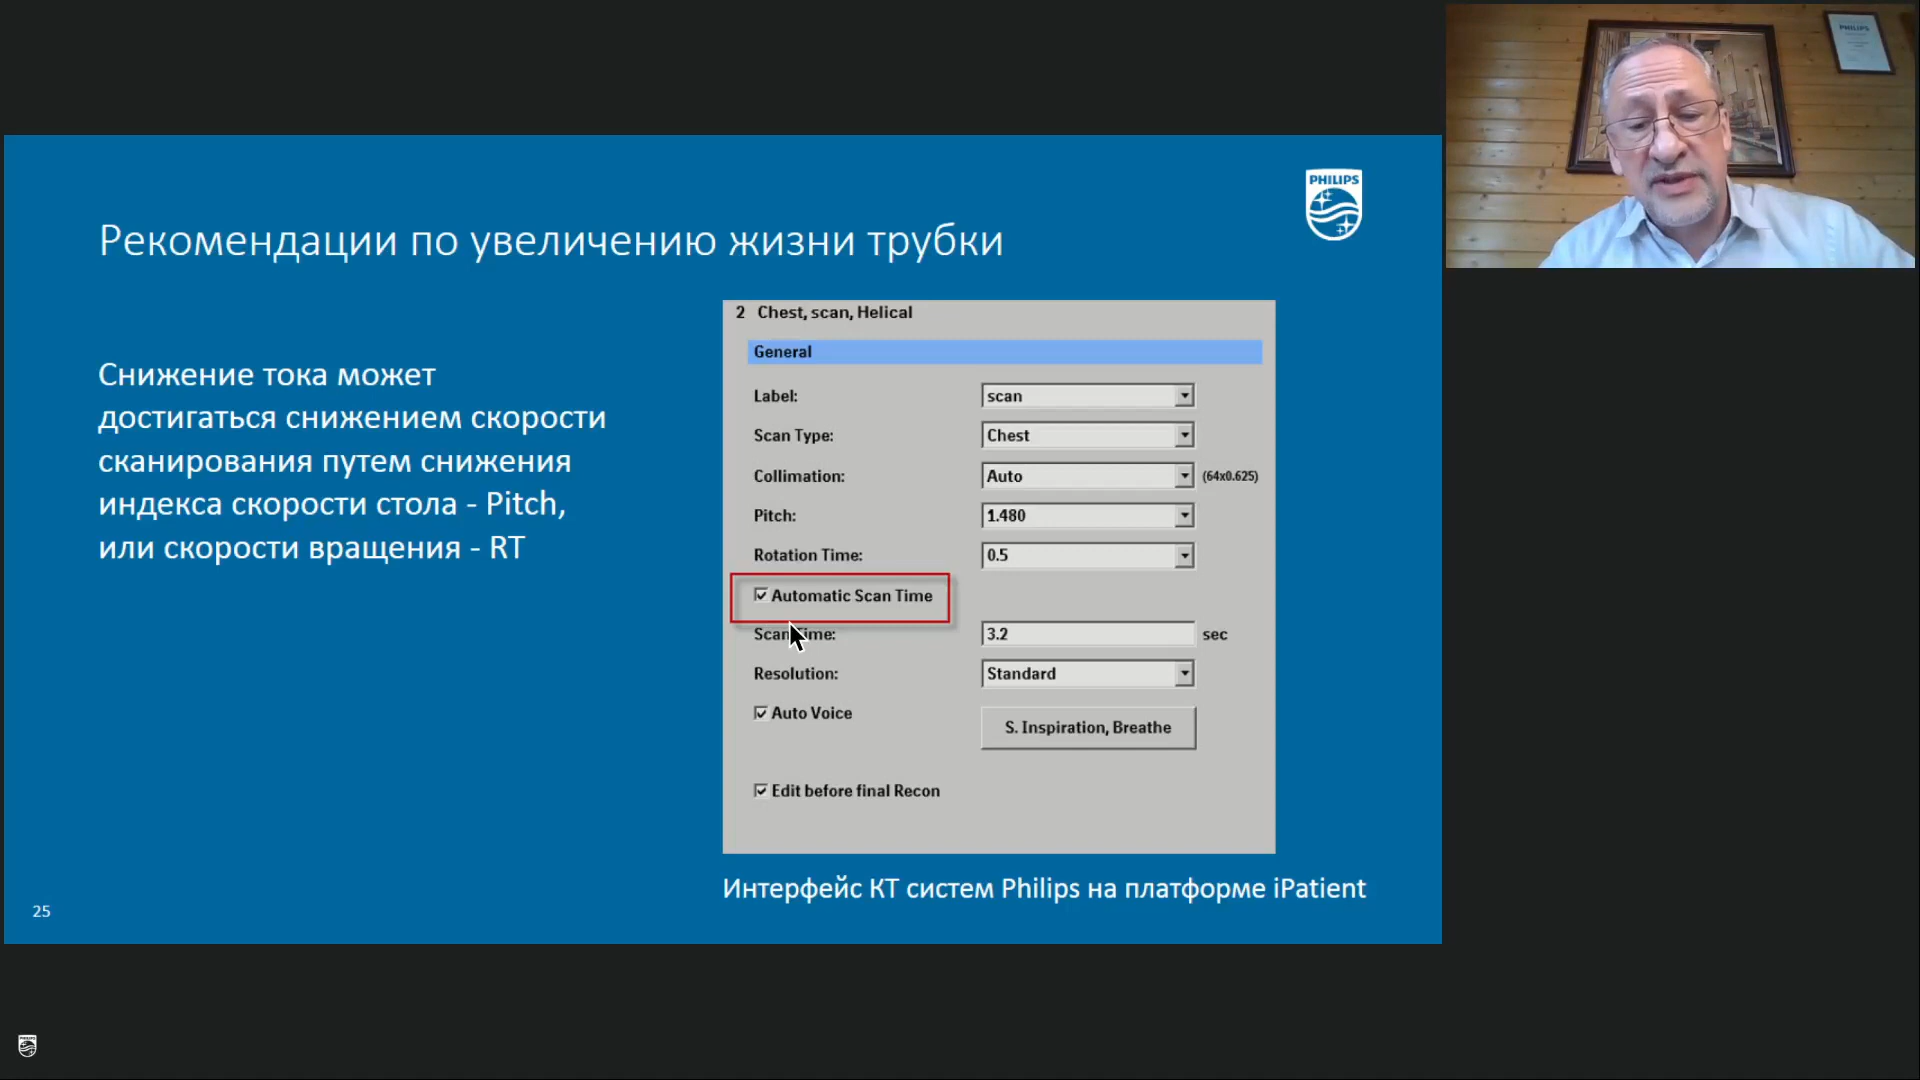 PHILIPS
PHILIPS
Рекомендации по увеличению жизни трубки
Снижение тока может
достигаться снижением скорости
сканирования путем снижения
индекса скорости стола - Pitch,
или скорости вращения - RT
2 Chest, scan, Helical
General
Label: scan
Scan Type: Chest
Collimation: Auto (64x0.625)
Pitch: 1.480
Rotation Time: 0.5
Automatic Scan Time
Scan Time: 3.2 sec
Resolution: Standard
Auto Voice
S. Inspiration, Breathe
Edit before final Recon
Интерфейс КТ систем Philips на платформе iPatient
25